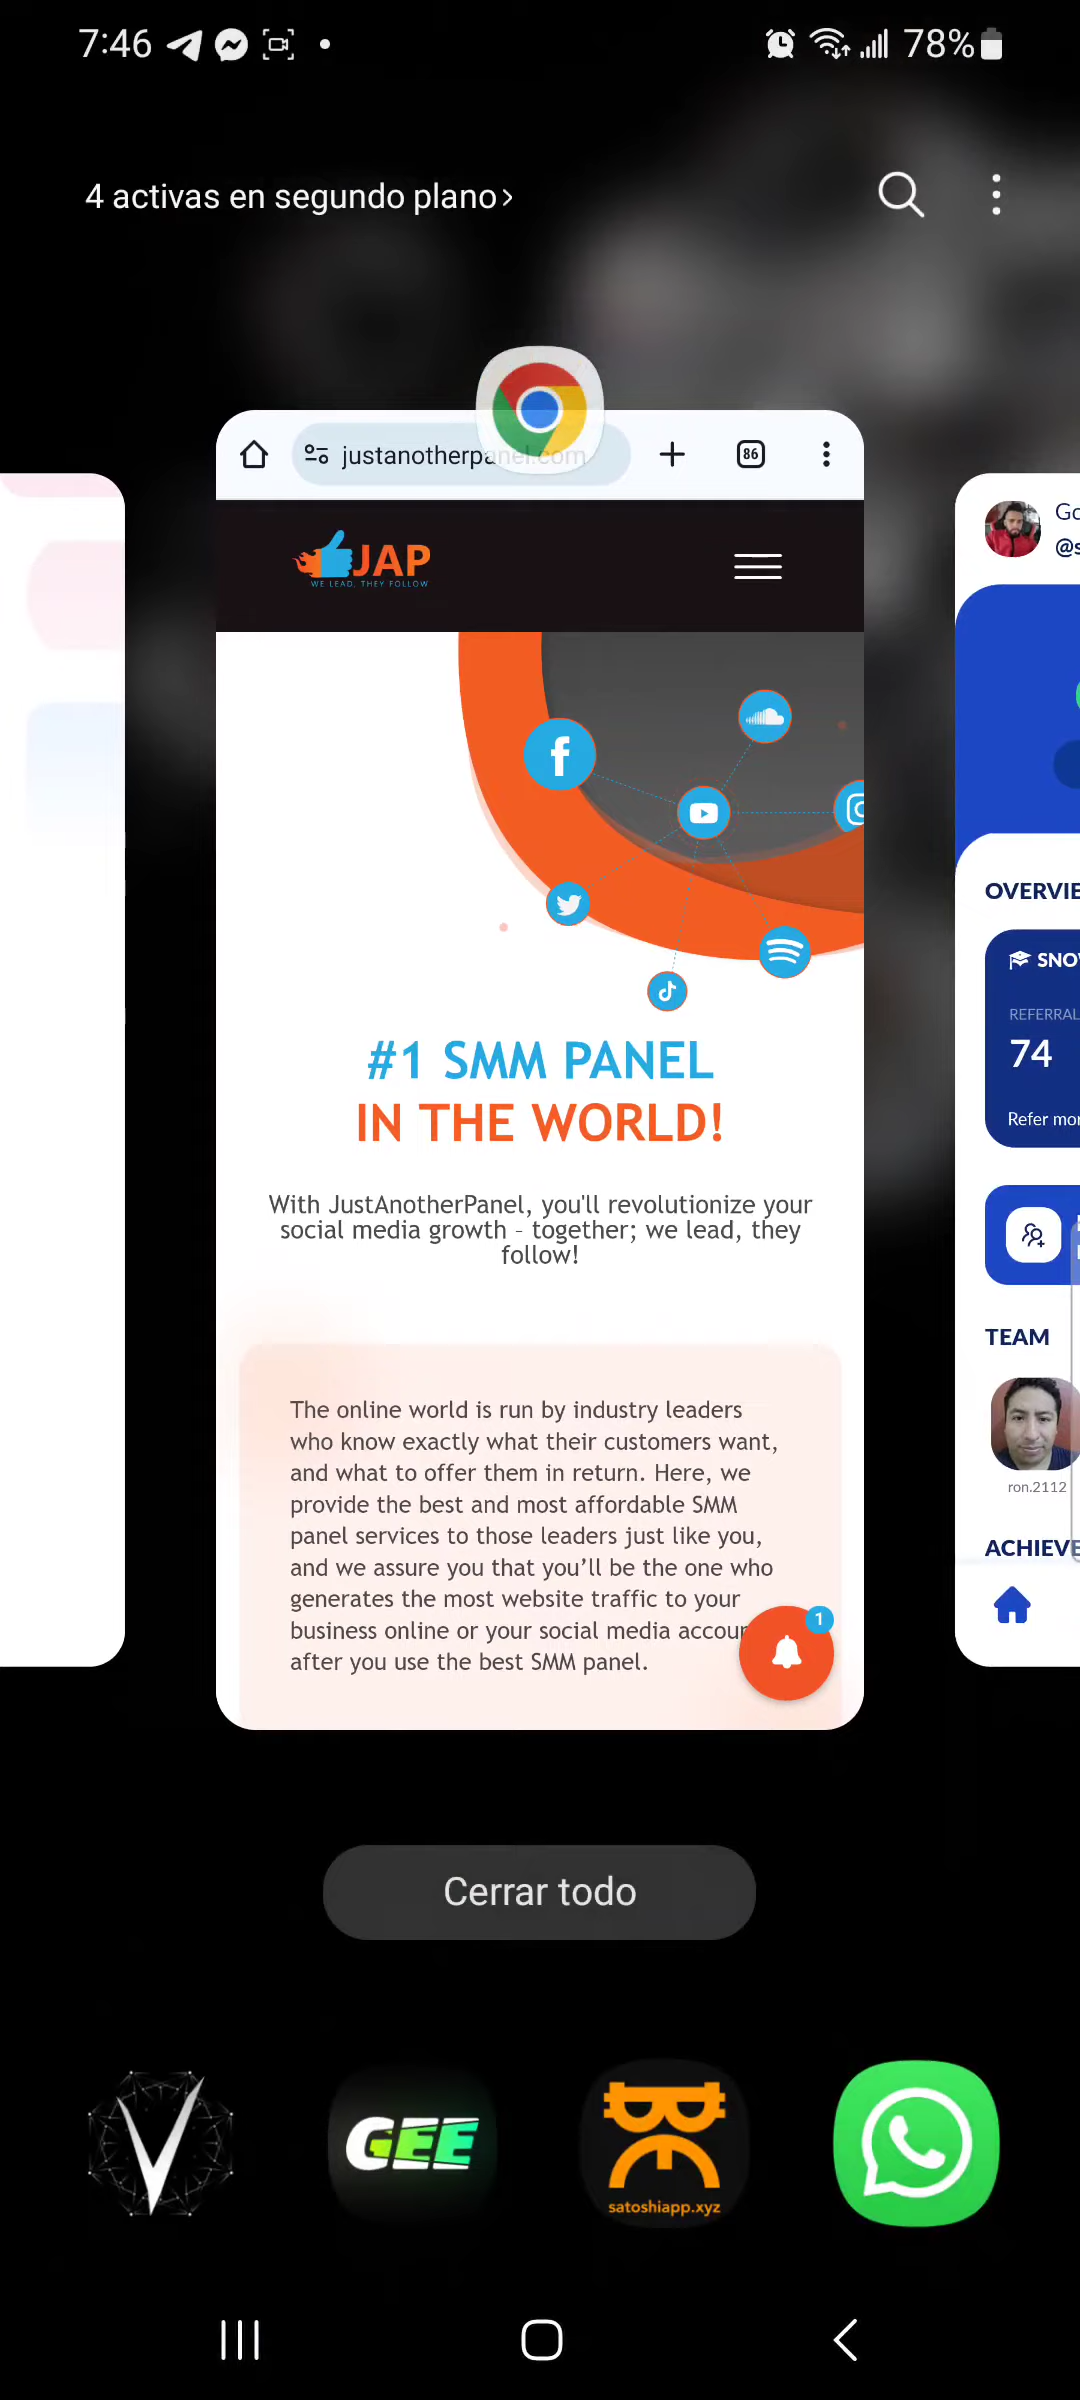 7:46
78%
4 activas en segundo plano
justanotherpanel.com
86
JAP
WE LEAD, THEY FOLLOW
#1 SMM PANEL
IN THE WORLD!
With JustAnotherPanel, you'll revolutionize your
social media growth - together; we lead, they
follow!
The online world is run by industry leaders
who know exactly what their customers want,
and what to offer them in return. Here, we
provide the best and most affordable SMM
panel services to those leaders just like you,
and we assure you that you’ll be the one who
generates the most website traffic to your
business online or your social media accoun
after you use the best SMM panel.
1
Go
@s
OVERVIE
SNO
REFERRAL
74
Refer mor
TEAM
ron.2112
ACHIEVE
Cerrar todo
V
GEE
satoshiapp.xyz